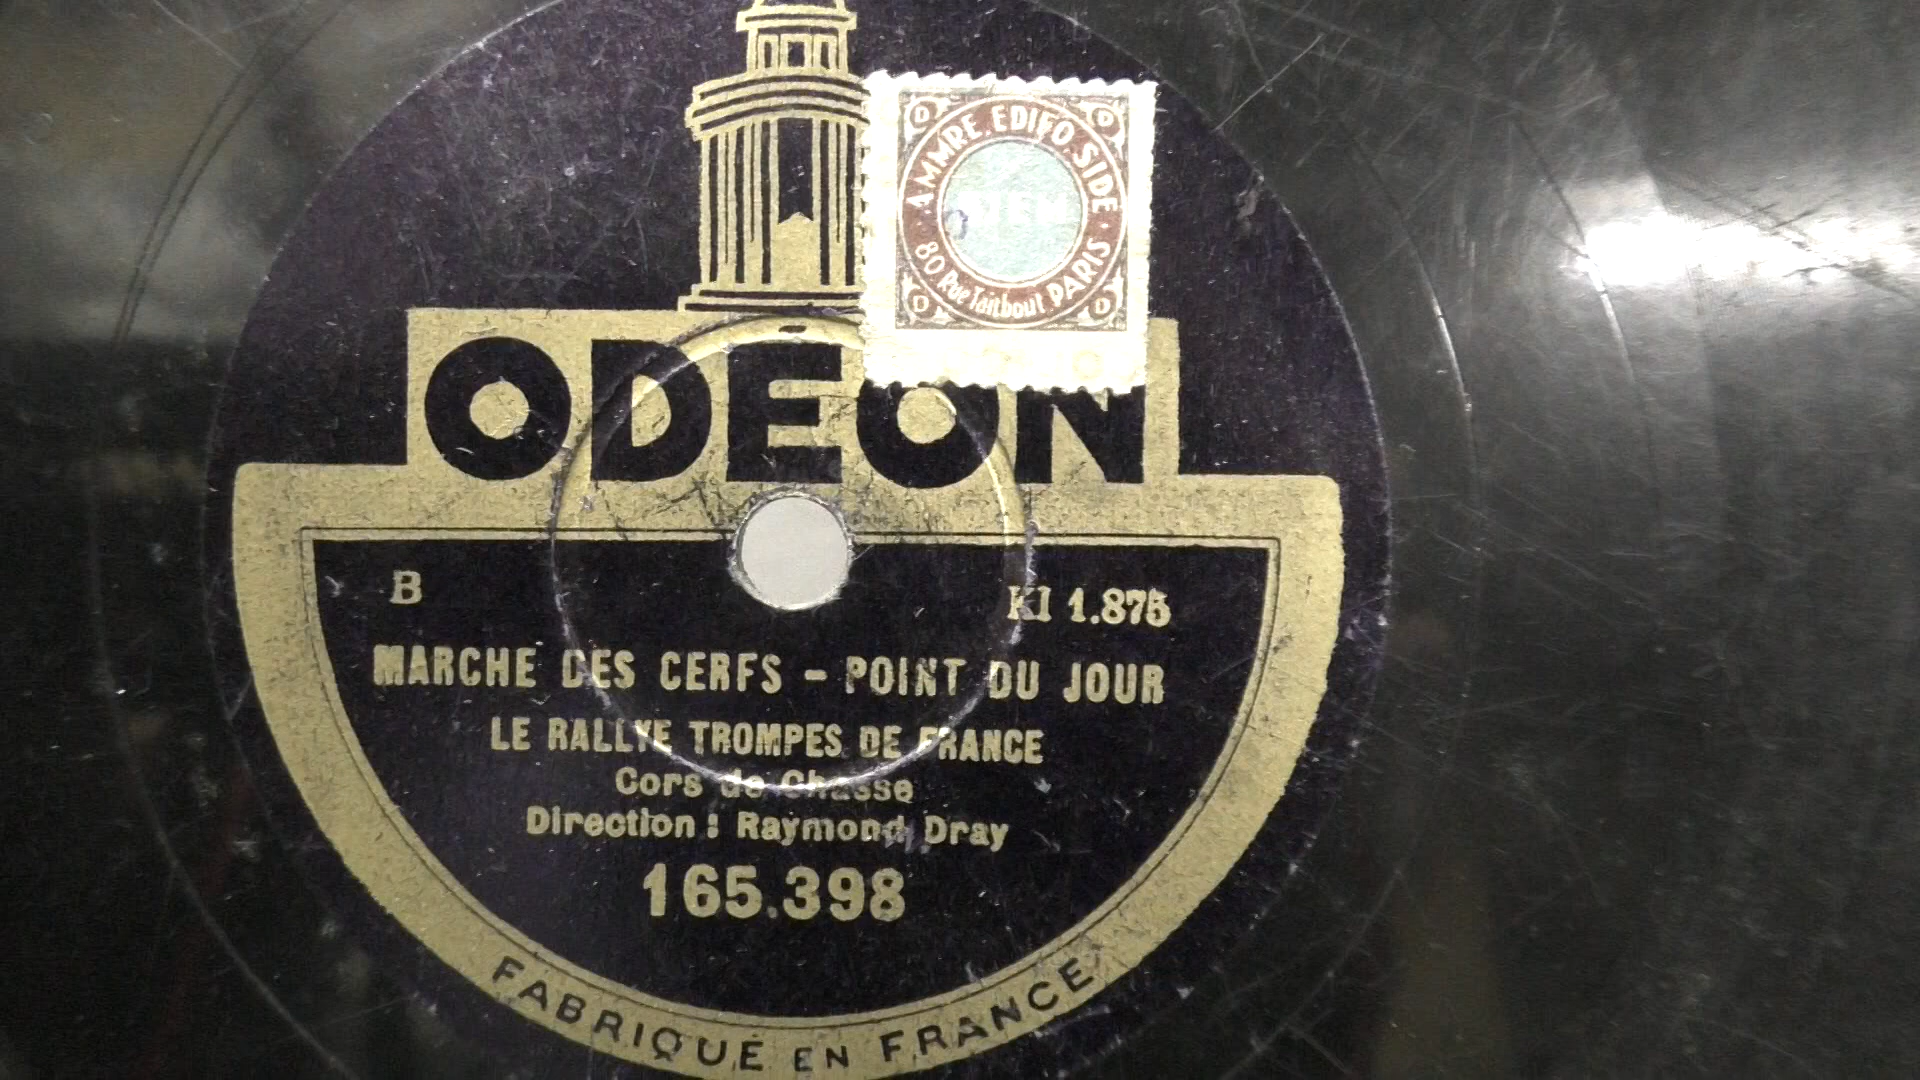 D D
AMMRE. EDIFO. SIDE
80 Rue Taitbout. PARIS
D D
ODEON
B
KI 1.875
MARCHE DES CERFS - POINT DU JOUR
LE RALLYE TROMPES DE FRANCE
Cors de Chasse
Direction : Raymond Dray
165.398
FABRIQUÉ EN FRANCE